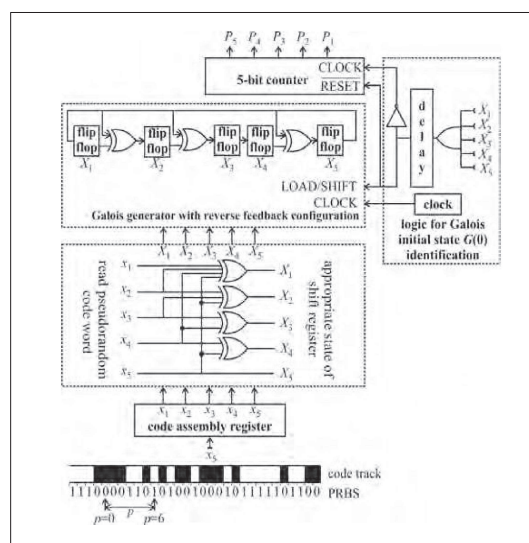 P5 P4 P3 P2 P1
CLOCK
5-bit counter
RESET
flip flop
flip flop
flip flop
flip flop
flip flop
X1 X2 X3 X4 X5
LOAD/SHIFT
CLOCK
Galois generator with reverse feedback configuration
delay
X1
X2
X3
X4
X5
clock
logic for Galois
initial state G(0)
identification
X1 X2 X3 X4 X5
read pseudorandom
code word
x1
x2
x3
x4
x5
X1
X2
X3
X4
X5
appropriate state of
shift register
x1 x2 x3 x4 x5
code assembly register
x5
code track
PRBS
p=0
p
p=6